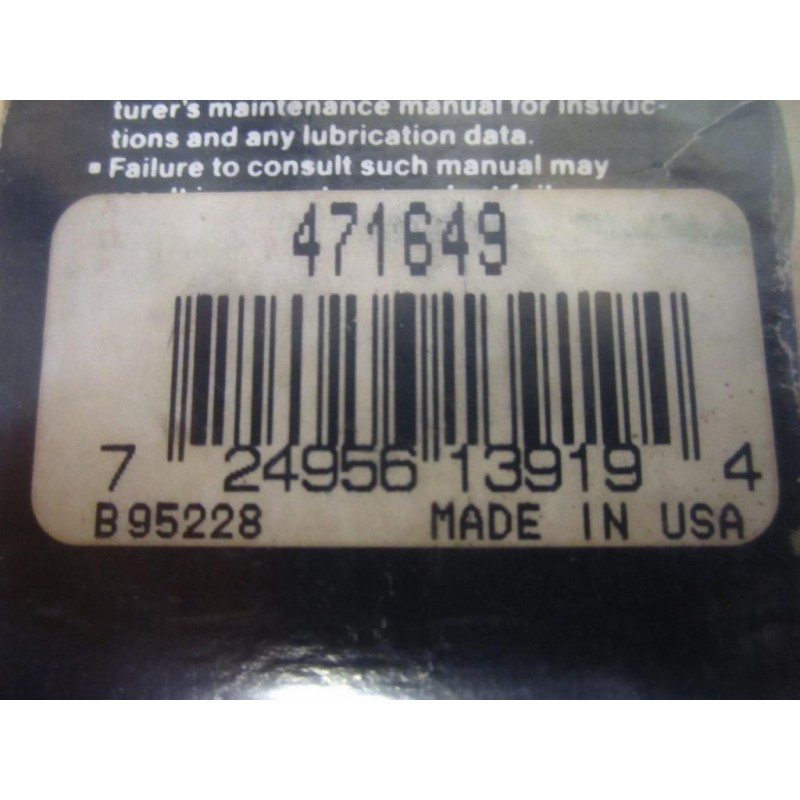 turer's maintenance manual for instruc-
tions and any lubrication data.
▪ Failure to consult such manual may
471649
7 24956 13919 4
B95228 MADE IN USA